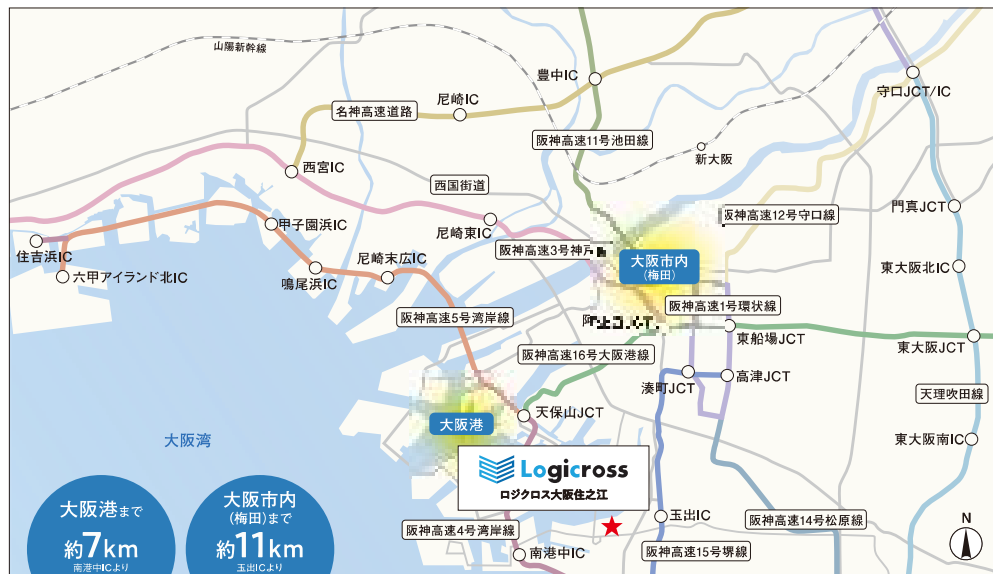 山陽新幹線
豊中IC
守口JCT/IC
尼崎IC
名神高速道路
阪神高速11号池田線
新大阪
西宮IC
西国街道
門真JCT
阪神高速12号守口線
甲子園浜IC
尼崎東IC
住吉浜IC
阪神高速3号神戸
大阪市内
(梅田)
尼崎末広IC
東大阪北IC
六甲アイランド北IC
鳴尾浜IC
阪神高速1号環状線
阪神高速5号湾岸線
東船場JCT
東大阪JCT
阪神高速16号大阪港線
湊町JCT
高津JCT
天理吹田線
天保山JCT
大阪港
大阪湾
東大阪南IC
Logicross
ロジクロス大阪住之江
大阪港まで
約7km
南港中ICより
大阪市内
(梅田)まで
約11km
玉出ICより
阪神高速4号湾岸線
南港中IC
玉出IC
阪神高速15号堺線
阪神高速14号松原線
N